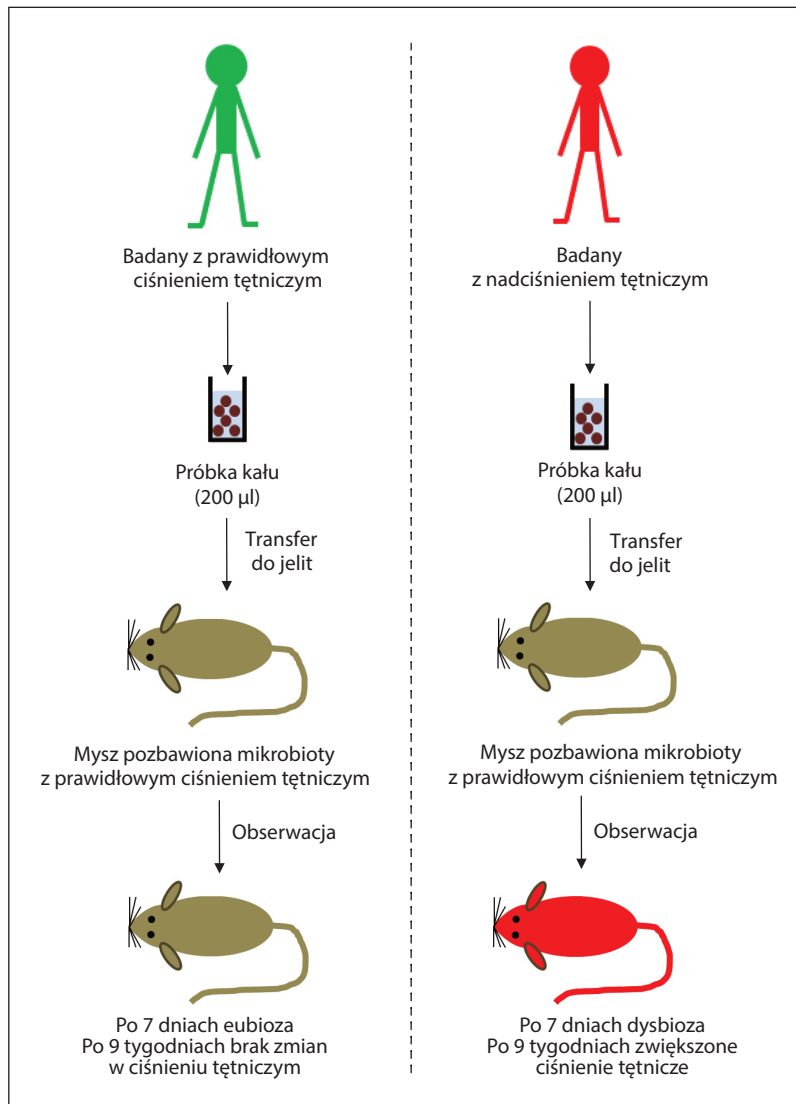 Badany z prawidłowym
ciśnieniem tętniczym
Próbka kału
(200 µl)
Transfer
do jelit
Mysz pozbawiona mikrobioty
z prawidłowym ciśnieniem tętniczym
Obserwacja
Po 7 dniach eubioza
Po 9 tygodniach brak zmian
w ciśnieniu tętniczym
Badany
z nadciśnieniem tętniczym
Próbka kału
(200 µl)
Transfer
do jelit
Mysz pozbawiona mikrobioty
z prawidłowym ciśnieniem tętniczym
Obserwacja
Po 7 dniach dysbioza
Po 9 tygodniach zwiększone
ciśnienie tętnicze